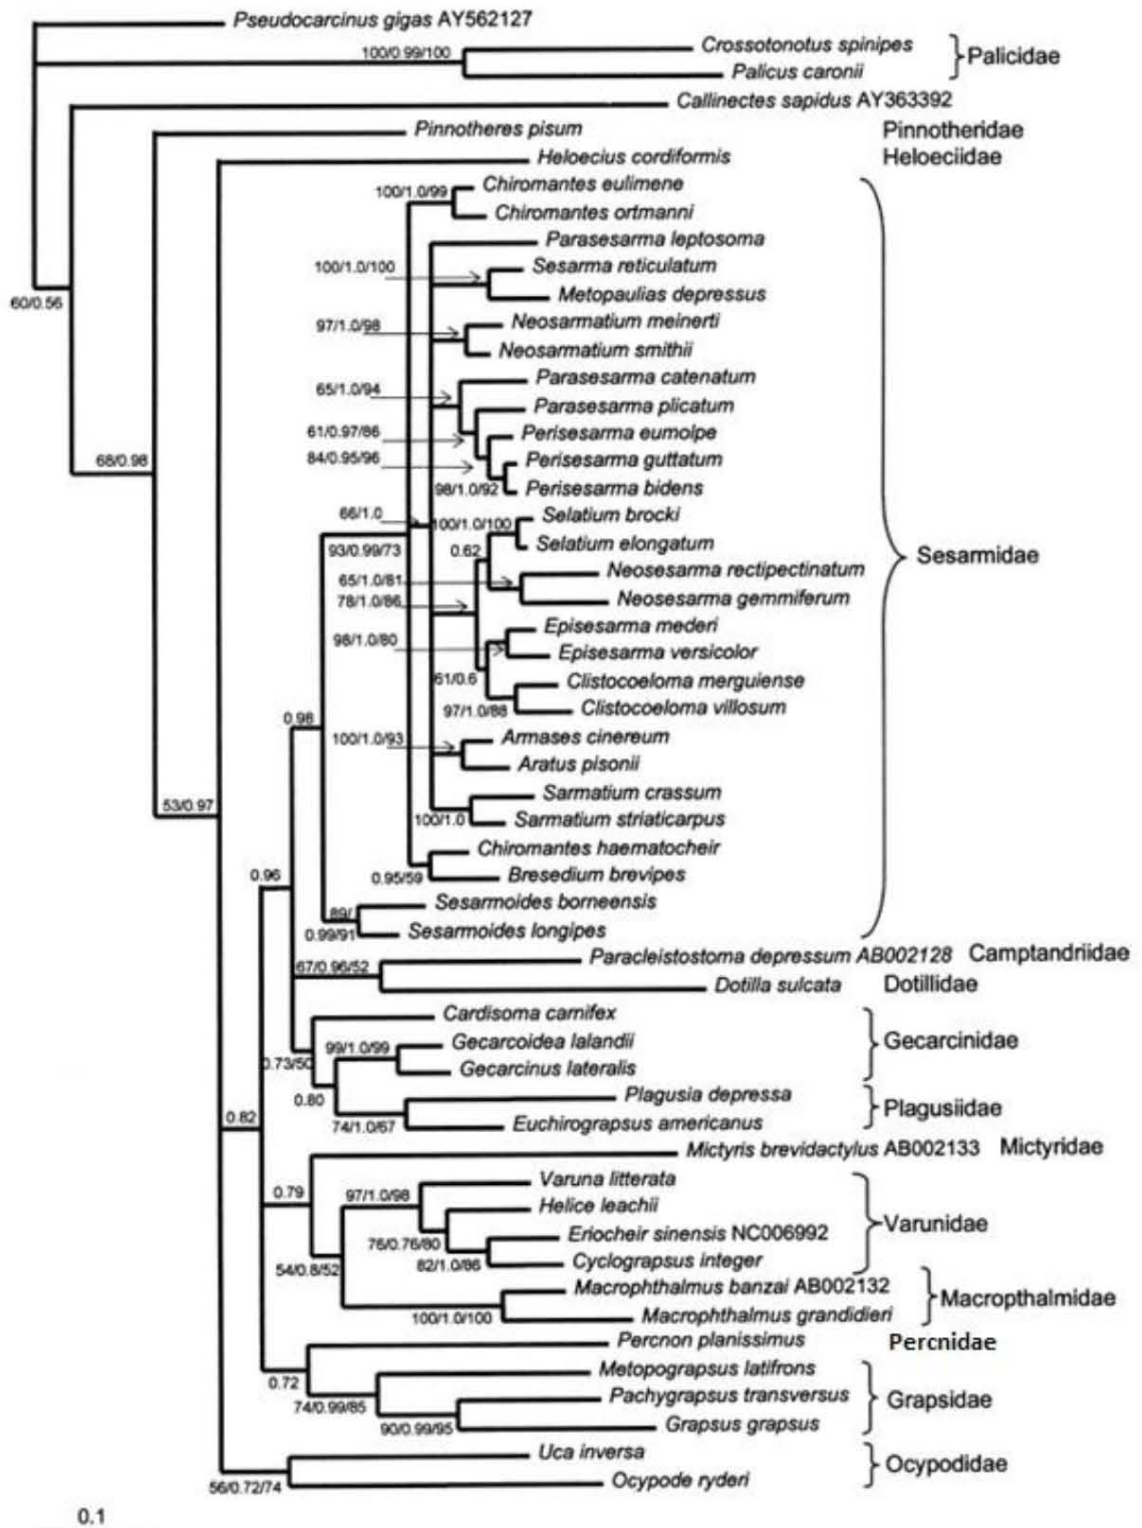 Pseudocarcinus gigas AY562127
100/0.99/100
Crossotonotus spinipes
Palicus caronii
Palicidae
Callinectes sapidus AY363392
Pinnotheres pisum
Pinnotheridae
Heloecius cordiformis
Heloeciidae
100/1.0/99
Chiromantes eulimene
Chiromantes ortmanni
Parasesarma leptosoma
100/1.0/100
Sesarma reticulatum
Metopaulias depressus
60/0.56
97/1.0/98
Neosarmatium meinerti
Neosarmatium smithii
65/1.0/94
Parasesarma catenatum
Parasesarma plicatum
61/0.97/86
Perisesarma eumolpe
84/0.95/96
Perisesarma guttatum
68/0.98
98/1.0/92
Perisesarma bidens
66/1.0
100/1.0/100
Selatium brocki
93/0.99/73
0.62
Selatium elongatum
Sesarmidae
65/1.0/81
Neosesarma rectipectinatum
78/1.0/86
Neosesarma gemmiferum
98/1.0/80
Episesarma mederi
Episesarma versicolor
61/0.6
Clistocoeloma merguiense
97/1.0/88
Clistocoeloma villosum
0.98
100/1.0/93
Armases cinereum
Aratus pisonii
53/0.97
Sarmatium crassum
100/1.0
Sarmatium striaticarpus
Chiromantes haematocheir
0.96
0.95/59
Bresedium brevipes
89/
0.99/91
Sesarmoides borneensis
Sesarmoides longipes
67/0.96/52
Paracleistostoma depressum AB002128 Camptandriidae
Dotilla sulcata
Dotillidae
Cardisoma carnifex
0.73/50
99/1.0/99
Gecarcoidea lalandii
Gecarcinus lateralis
Gecarcinidae
0.80
Plagusia depressa
74/1.0/67
Euchirograpsus americanus
Plagusiidae
0.82
Mictyris brevidactylus AB002133 Mictyridae
0.79
97/1.0/98
Varuna litterata
Helice leachii
76/0.76/80
Eriocheir sinensis NC006992
82/1.0/86
Cyclograpsus integer
Varunidae
54/0.8/52
Macrophthalmus banzai AB002132
100/1.0/100
Macrophthalmus grandidieri
Macropthalmidae
Percnon planissimus
Percnidae
0.72
Metopograpsus latifrons
74/0.99/85
Pachygrapsus transversus
90/0.99/95
Grapsus grapsus
Grapsidae
Uca inversa
56/0.72/74
Ocypode ryderi
Ocypodidae
0.1